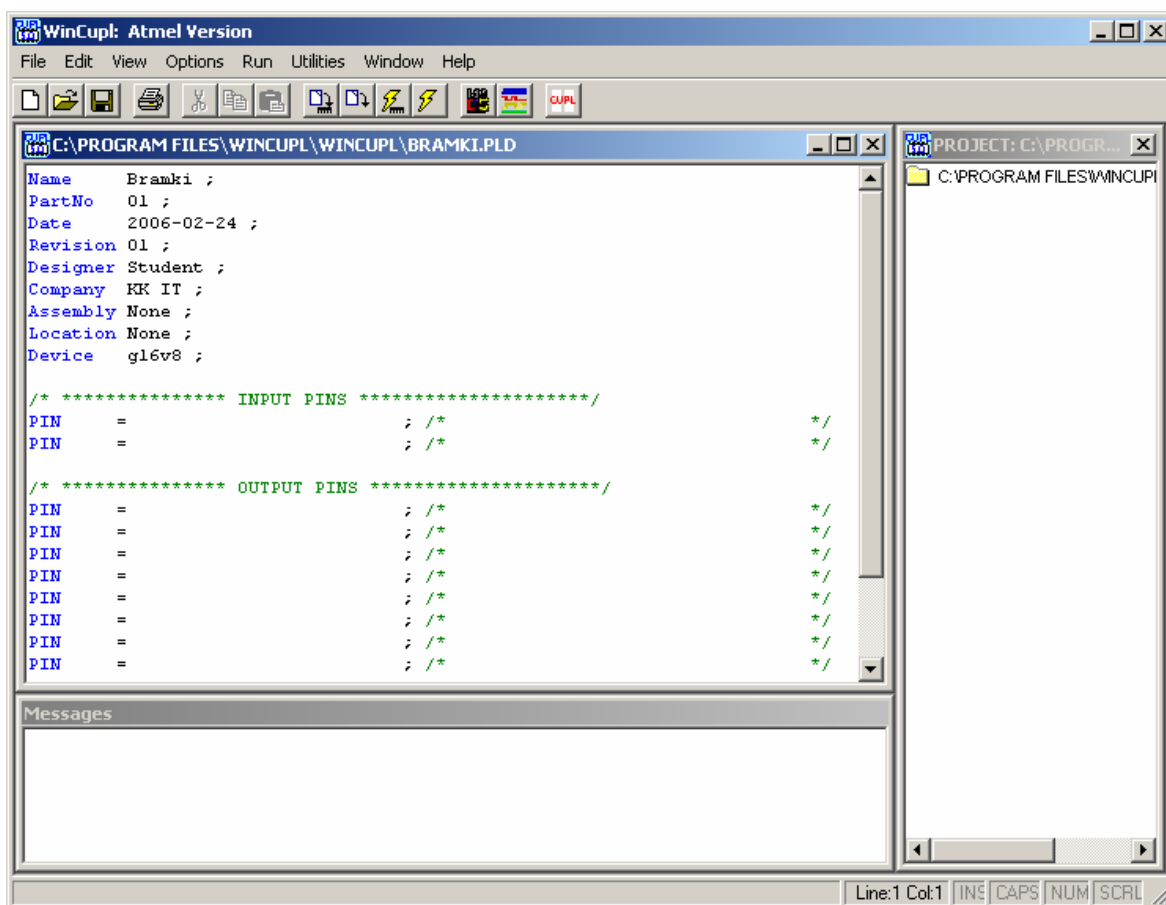 WinCupl: Atmel Version
File Edit View Options Run Utilities Window Help
CUPL
C:\PROGRAM FILES\WINCUPL\WINCUPL\BRAMKI.PLD
Name Bramki ;
PartNo 01 ;
Date 2006-02-24 ;
Revision 01 ;
Designer Student ;
Company KK IT ;
Assembly None ;
Location None ;
Device g16v8 ;
/* *************** INPUT PINS *********************/
PIN = ; /* */
PIN = ; /* */
/* *************** OUTPUT PINS *********************/
PIN = ; /* */
PIN = ; /* */
PIN = ; /* */
PIN = ; /* */
PIN = ; /* */
PIN = ; /* */
PIN = ; /* */
PIN = ; /* */
PROJECT: C:\PROGR...
C:\PROGRAM FILES\WINCUPl
Messages
Line:1 Col:1 INS CAPS NUM SCRL